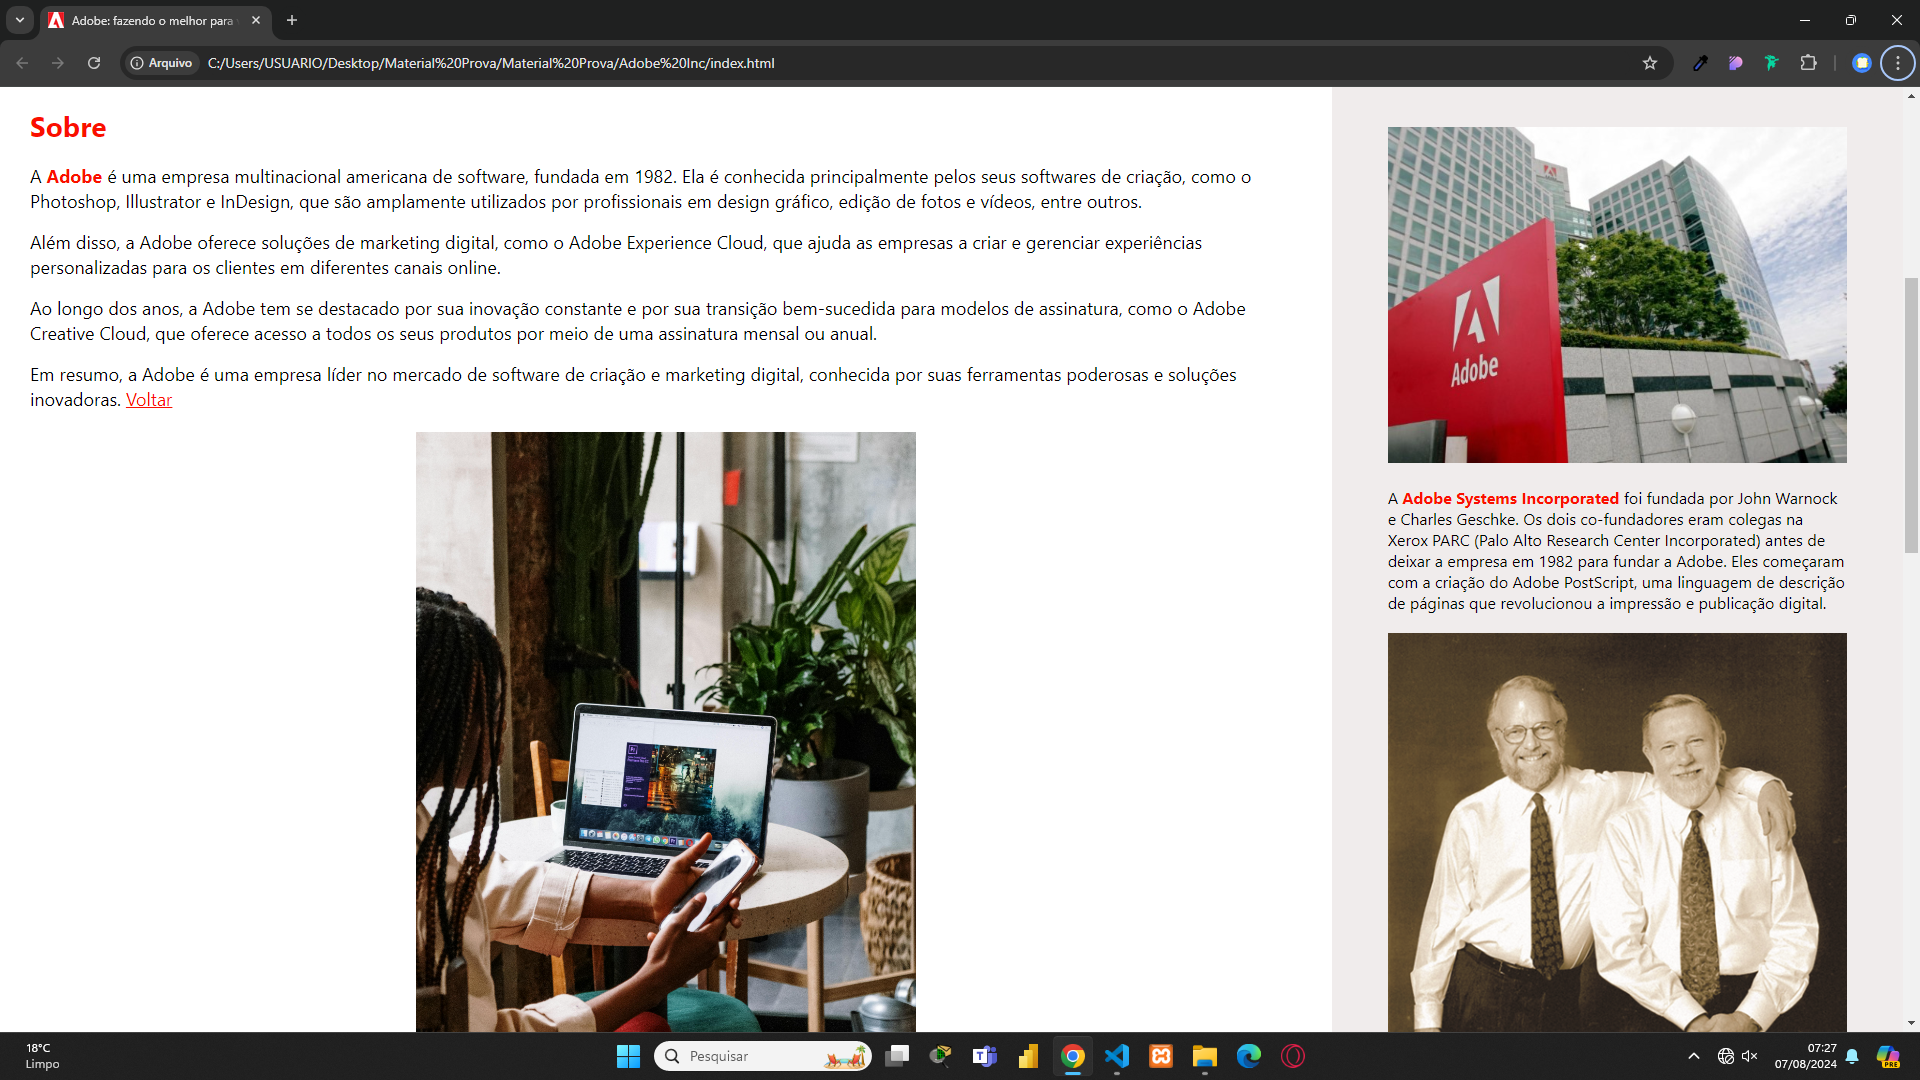 Adobe: fazendo o melhor para
Arquivo
C:/Users/USUARIO/Desktop/Material%20Prova/Material%20Prova/Adobe%20Inc/index.html
Sobre
A Adobe é uma empresa multinacional americana de software, fundada em 1982. Ela é conhecida principalmente pelos seus softwares de criação, como o
Photoshop, Illustrator e InDesign, que são amplamente utilizados por profissionais em design gráfico, edição de fotos e vídeos, entre outros.
Além disso, a Adobe oferece soluções de marketing digital, como o Adobe Experience Cloud, que ajuda as empresas a criar e gerenciar experiências
personalizadas para os clientes em diferentes canais online.
Ao longo dos anos, a Adobe tem se destacado por sua inovação constante e por sua transição bem-sucedida para modelos de assinatura, como o Adobe
Creative Cloud, que oferece acesso a todos os seus produtos por meio de uma assinatura mensal ou anual.
Em resumo, a Adobe é uma empresa líder no mercado de software de criação e marketing digital, conhecida por suas ferramentas poderosas e soluções
inovadoras. Voltar
Adobe
A Adobe Systems Incorporated foi fundada por John Warnock
e Charles Geschke. Os dois co-fundadores eram colegas na
Xerox PARC (Palo Alto Research Center Incorporated) antes de
deixar a empresa em 1982 para fundar a Adobe. Eles começaram
com a criação do Adobe PostScript, uma linguagem de descrição
de páginas que revolucionou a impressão e publicação digital.
Pr
18°C
Limpo
Pesquisar
PRE
07:27
07/08/2024